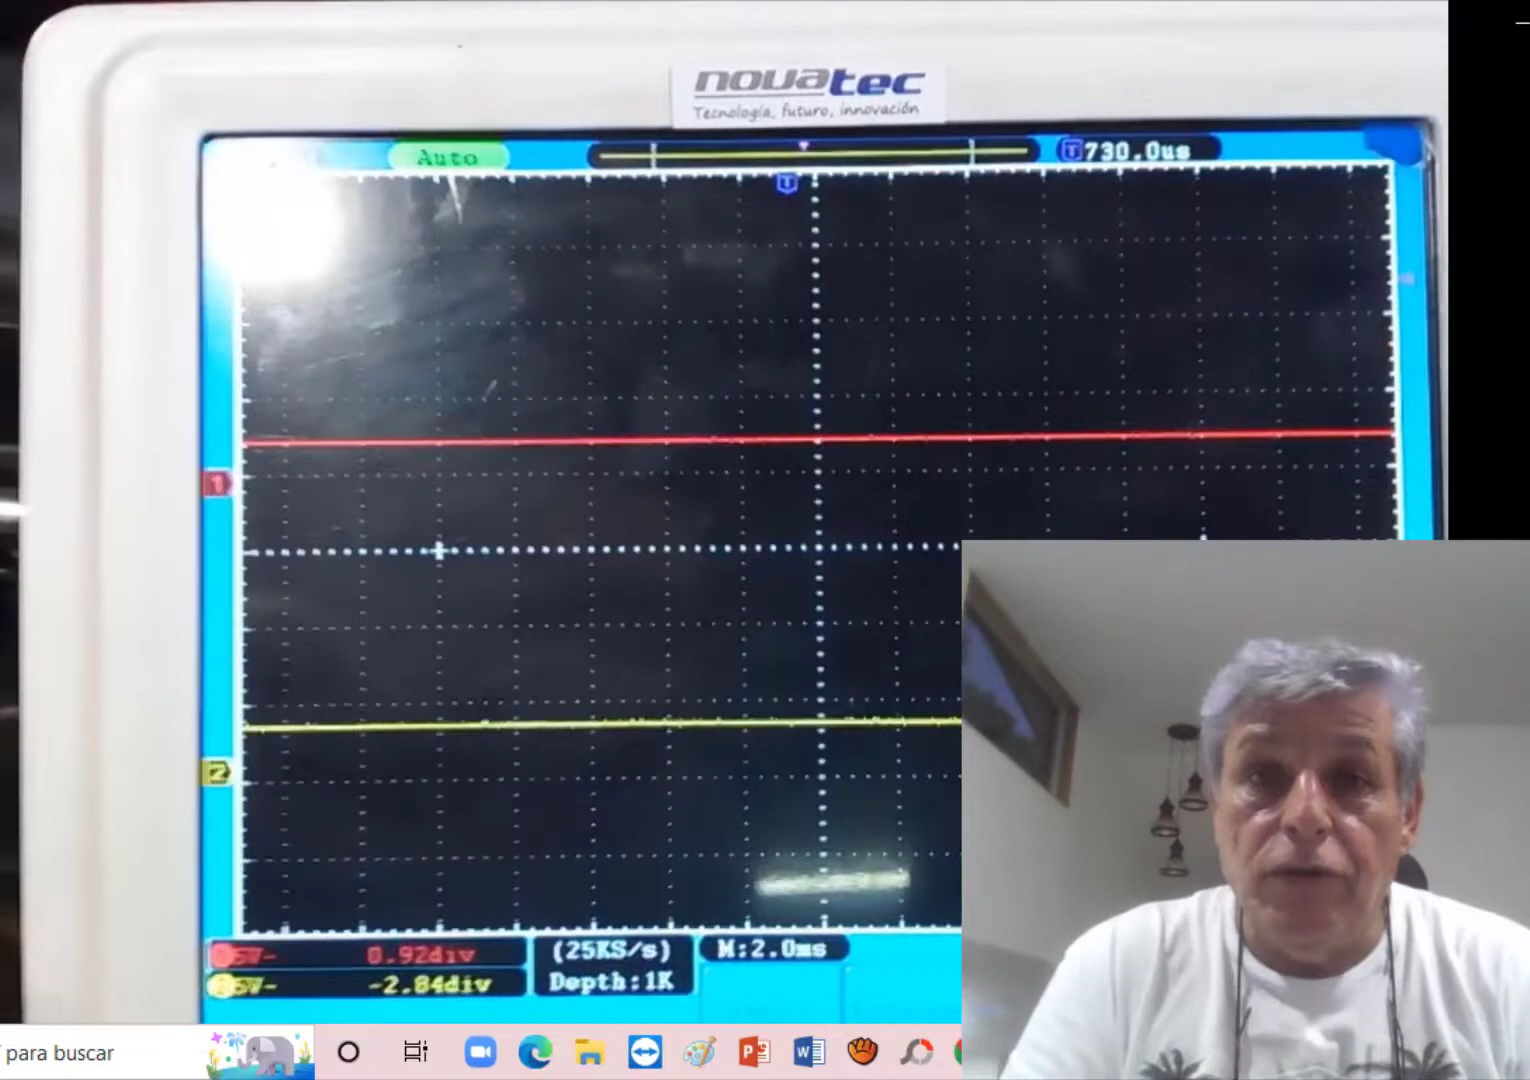 novatec
Tecnología, futuro, innovación
Auto
T 730.0us
T
1
2
5V- 0.92div
5V- -2.84div
(25KS/s)
Depth:1K
M:2.0ms
para buscar
P
W